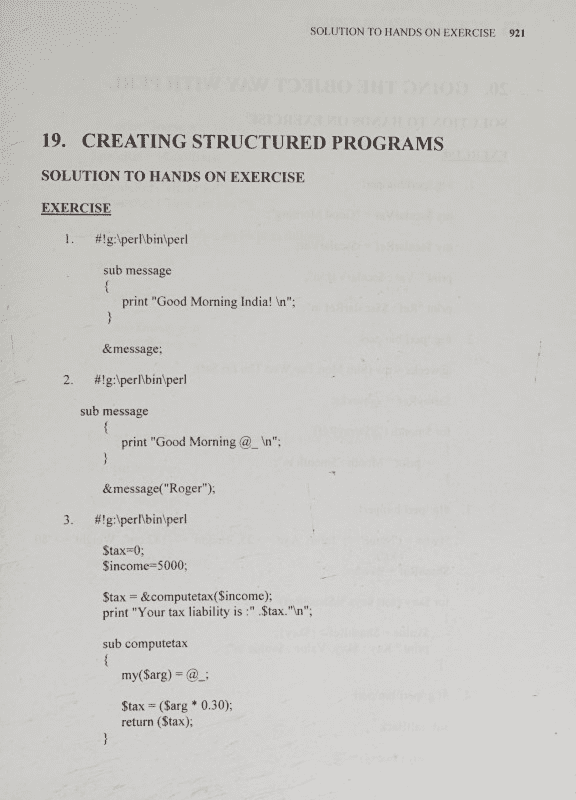 SOLUTION TO HANDS ON EXERCISE 921
19. CREATING STRUCTURED PROGRAMS
SOLUTION TO HANDS ON EXERCISE
EXERCISE
1. #!g:\perl\bin\perl
sub message
{
print "Good Morning India! \n";
}
&message;
2. #!g:\perl\bin\perl
sub message
{
print "Good Morning @_ \n";
}
&message("Roger");
3. #!g:\perl\bin\perl
$tax=0;
$income=5000;
$tax = &computetax($income);
print "Your tax liability is :" .$tax."\n";
sub computetax
{
my($arg) = @_;
$tax = ($arg * 0.30);
return ($tax);
}